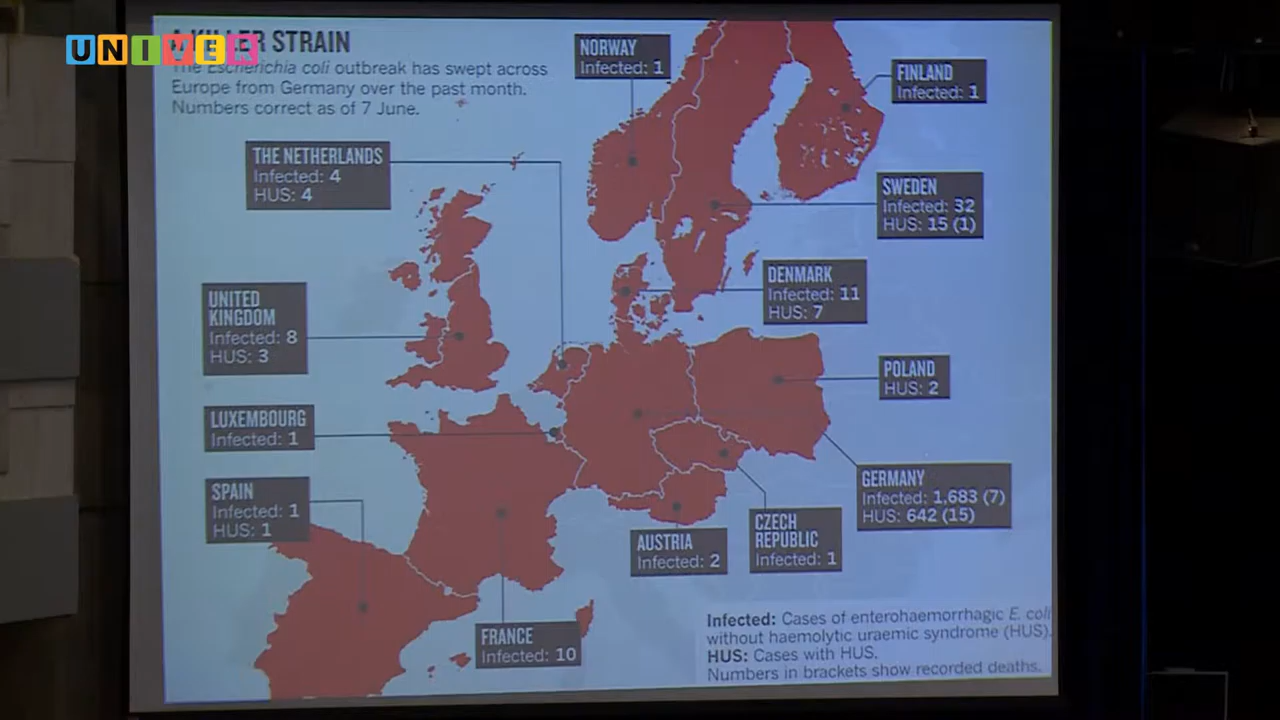 UNIVER
A KILLER STRAIN
The Escherichia coli outbreak has swept across
Europe from Germany over the past month.
Numbers correct as of 7 June.
NORWAY
Infected: 1
FINLAND
Infected: 1
THE NETHERLANDS
Infected: 4
HUS: 4
SWEDEN
Infected: 32
HUS: 15 (1)
DENMARK
Infected: 11
HUS: 7
UNITED
KINGDOM
Infected: 8
HUS: 3
POLAND
HUS: 2
LUXEMBOURG
Infected: 1
GERMANY
Infected: 1,683 (7)
HUS: 642 (15)
SPAIN
Infected: 1
HUS: 1
CZECH
REPUBLIC
Infected: 1
AUSTRIA
Infected: 2
FRANCE
Infected: 10
Infected: Cases of enterohaemorrhagic E. coli
without haemolytic uraemic syndrome (HUS).
HUS: Cases with HUS.
Numbers in brackets show recorded deaths.